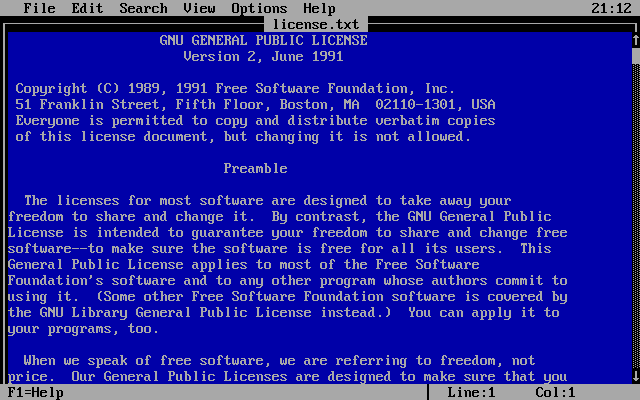 File Edit Search View Options Help 21:12
license.txt
GNU GENERAL PUBLIC LICENSE
Version 2, June 1991
Copyright (C) 1989, 1991 Free Software Foundation, Inc.
51 Franklin Street, Fifth Floor, Boston, MA  02110-1301, USA
Everyone is permitted to copy and distribute verbatim copies
of this license document, but changing it is not allowed.
Preamble
The licenses for most software are designed to take away your
freedom to share and change it.  By contrast, the GNU General Public
License is intended to guarantee your freedom to share and change free
software--to make sure the software is free for all its users.  This
General Public License applies to most of the Free Software
Foundation's software and to any other program whose authors commit to
using it.  (Some other Free Software Foundation software is covered by
the GNU Library General Public License instead.)  You can apply it to
your programs, too.
When we speak of free software, we are referring to freedom, not
price.  Our General Public Licenses are designed to make sure that you
F1=Help Line:1 Col:1